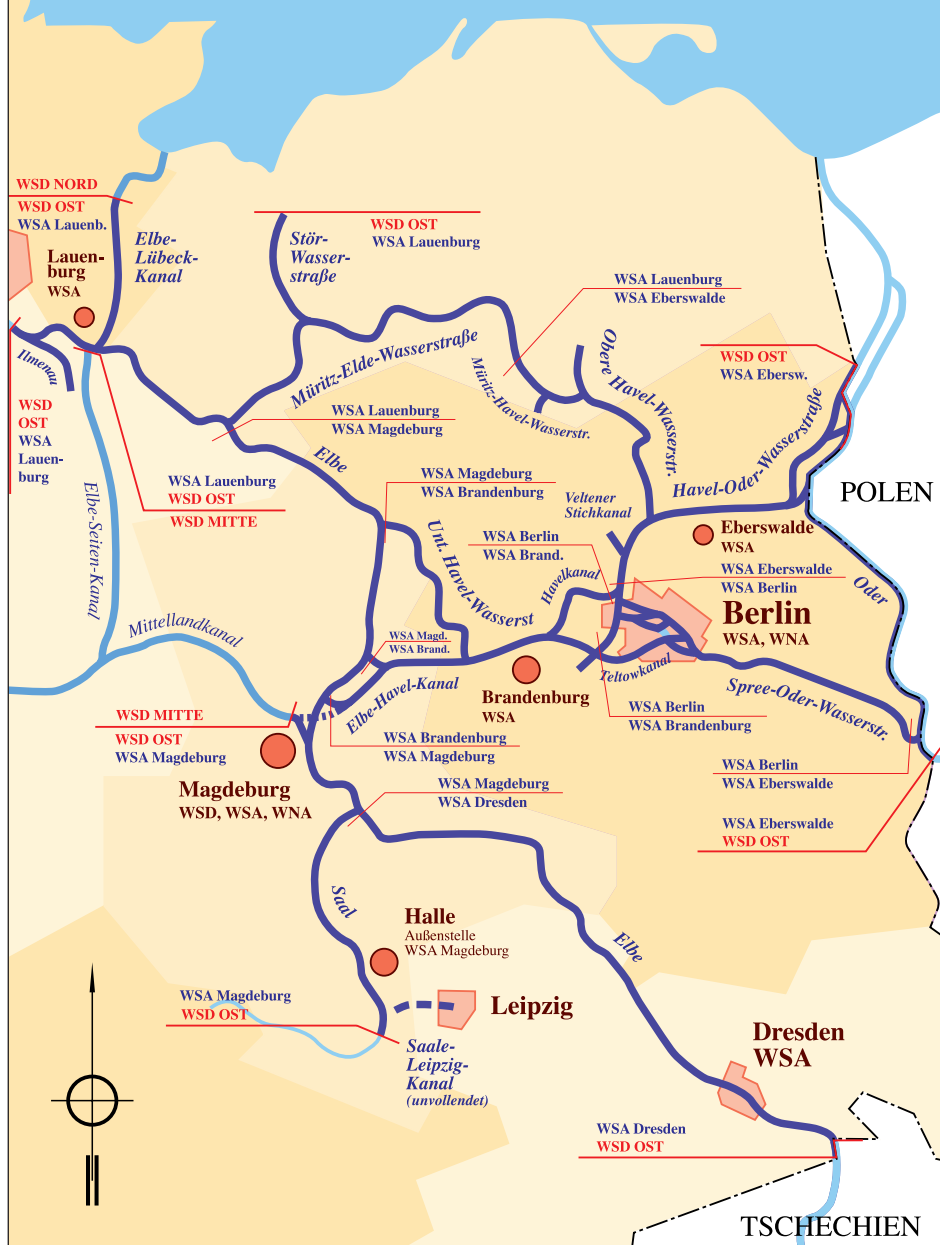 WSD NORD
WSD OST
WSA Lauenb.
Lauen-
burg
WSA
Elbe-
Lübeck-
Kanal
WSD OST
WSA Lauenburg
Stör-
Wasser-
straße
WSA Lauenburg
WSA Eberswalde
Ilmenau
WSD
OST
WSA
Lauen-
burg
Müritz-Elde-Wasserstraße
Müritz-Havel-Wasserstr.
Obere Havel-Wasserstr.
WSD OST
WSA Ebersw.
Havel-Oder-Wasserstraße
WSA Lauenburg
WSA Magdeburg
Elbe
WSA Lauenburg
WSD OST
WSD MITTE
Elbe-Seiten-Kanal
WSA Magdeburg
WSA Brandenburg
Unt. Havel-Wasserst
Veltener
Stichkanal
POLEN
Eberswalde
WSA
WSA Berlin
WSA Brand.
Havelkanal
WSA Eberswalde
WSA Berlin
Oder
Berlin
WSA, WNA
Mittellandkanal
WSA Magd.
WSA Brand.
Teltowkanal
Elbe-Havel-Kanal
Brandenburg
WSA
Spree-Oder-Wasserstr.
WSA Berlin
WSA Brandenburg
WSD MITTE
WSD OST
WSA Magdeburg
WSA Brandenburg
WSA Magdeburg
WSA Berlin
WSA Eberswalde
Magdeburg
WSD, WSA, WNA
WSA Magdeburg
WSA Dresden
WSA Eberswalde
WSD OST
Saal
Halle
Außenstelle
WSA Magdeburg
Elbe
WSA Magdeburg
WSD OST
Leipzig
Saale-
Leipzig-
Kanal
(unvollendet)
Dresden
WSA
WSA Dresden
WSD OST
TSCHECHIEN